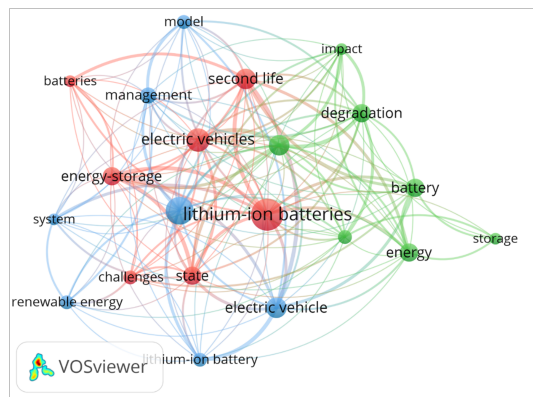 model
impact
batteries
second life
management
degradation
electric vehicles
energy-storage
battery
lithium-ion batteries
system
storage
energy
challenges
state
renewable energy
electric vehicle
lithium-ion battery
VOSviewer